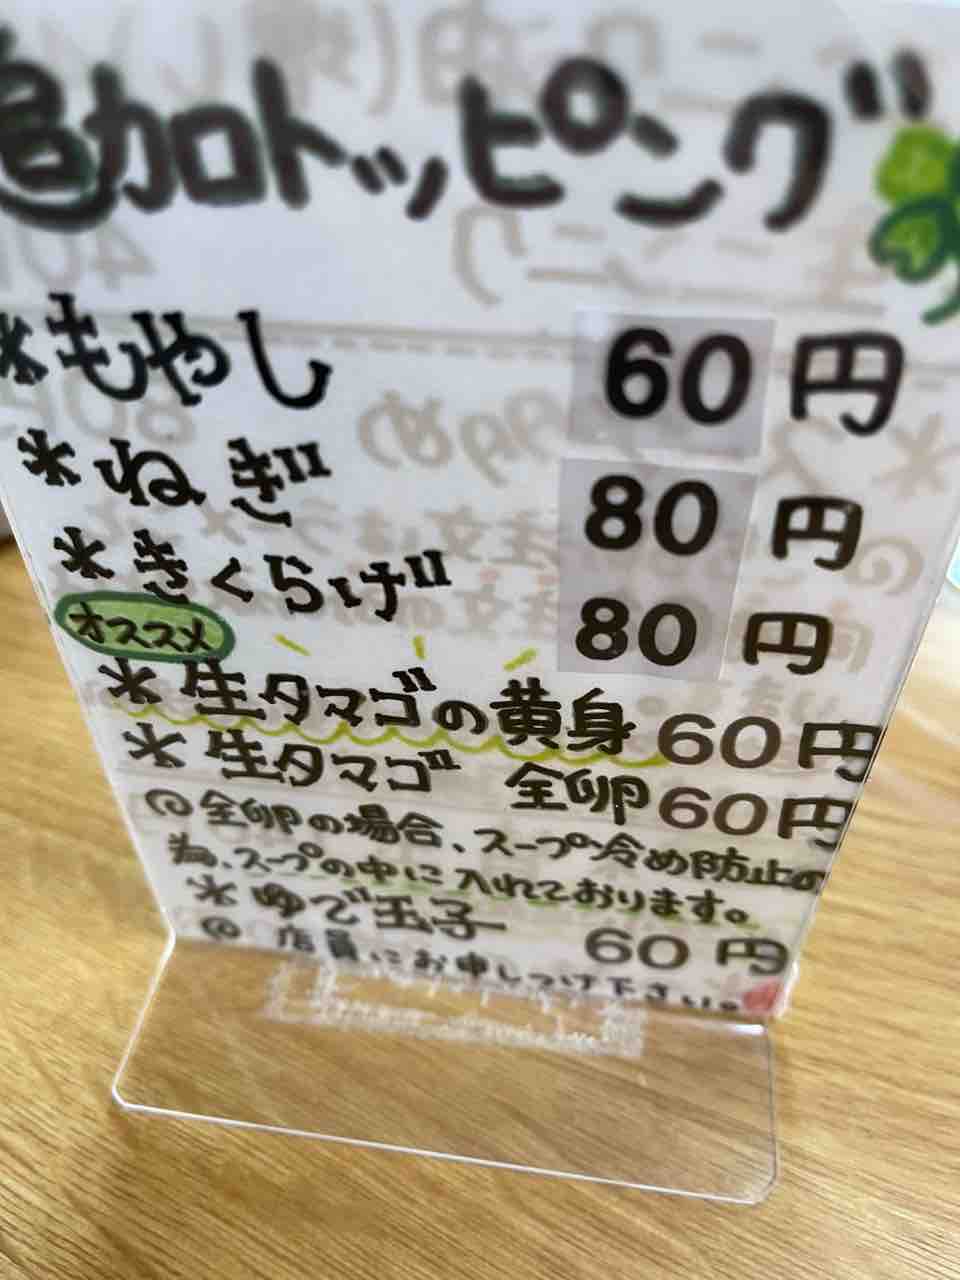 追加トッピング
*もやし 60円
*ねぎ 80円
*きくらげ 80円
オススメ
*生タマゴの黄身 60円
*生タマゴ 全卵 60円
◎全卵の場合、スープ冷め防止の
為、スープの中に入れております。
*ゆで玉子 60円
◎店員にお申しつけ下さい。